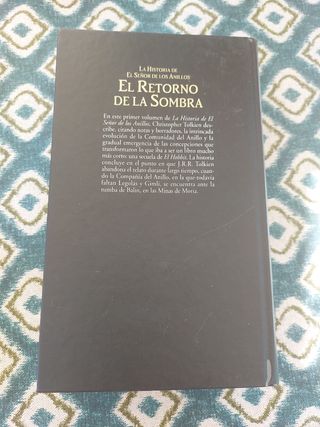 La Historia de
El Señor de los Anillos
El Retorno
de la Sombra
En este primer volumen de La Historia de El
Señor de los Anillos, Christopher Tolkien des-
cribe, citando notas y borradores, la intrincada
evolución de la Comunidad del Anillo y la
gradual emergencia de las concepciones que
transformaron lo que iba a ser un libro mucho
más corto: una secuela de El Hobbit. La historia
concluye en el punto en que J.R.R. Tolkien
abandona el relato durante largo tiempo, cuan-
do la Compañía del Anillo, en la que todavía
faltan Legolas y Gimli, se encuentra ante la
tumba de Balin, en las Minas de Moria.